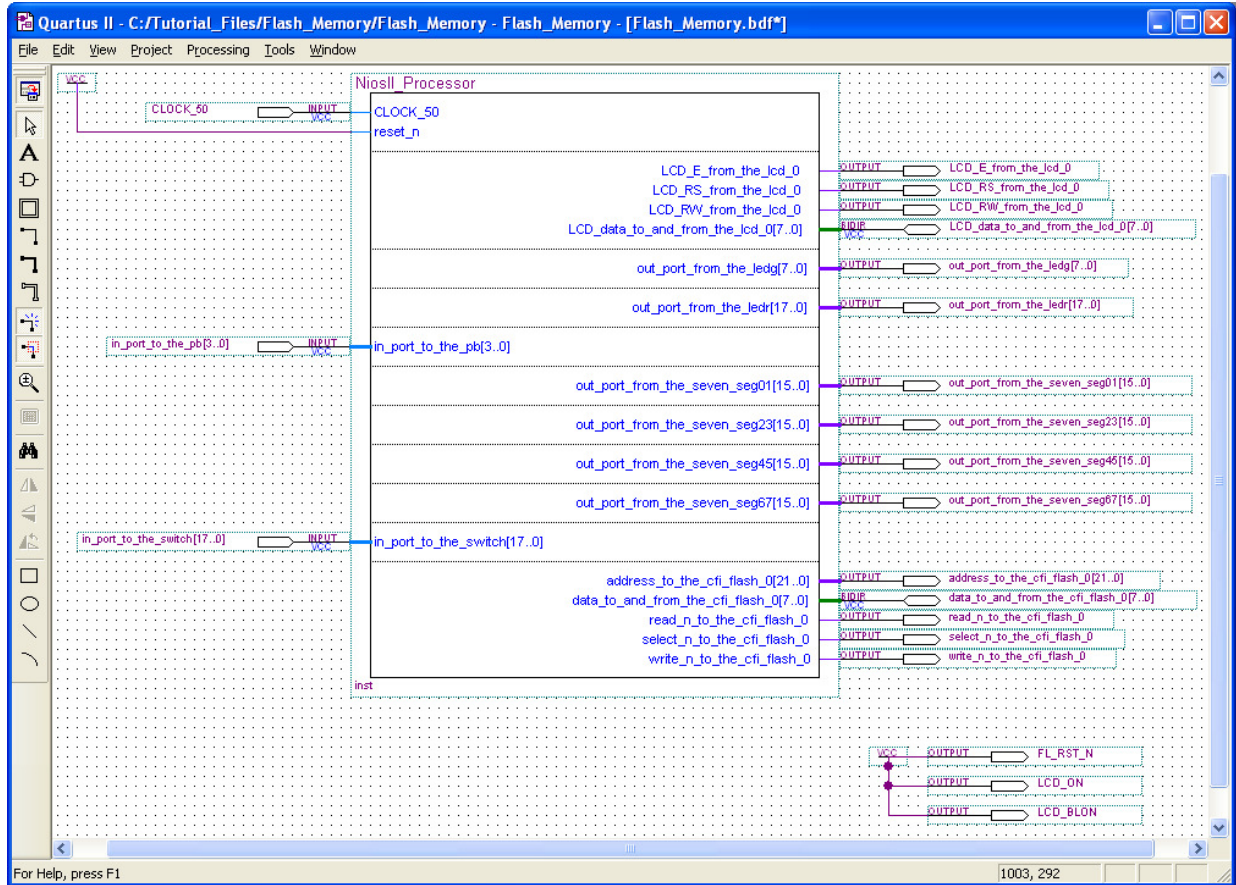 Quartus II - C:/Tutorial_Files/Flash_Memory/Flash_Memory - Flash_Memory - [Flash_Memory.bdf*]
File Edit View Project Processing Tools Window
VCC
NiosII_Processor
CLOCK_50 INPUT VCC CLOCK_50
reset_n
LCD_E_from_the_lcd_0 OUTPUT LCD_E_from_the_lcd_0
LCD_RS_from_the_lcd_0 OUTPUT LCD_RS_from_the_lcd_0
LCD_RW_from_the_lcd_0 OUTPUT LCD_RW_from_the_lcd_0
LCD_data_to_and_from_the_lcd_0[7..0] BIDIR VCC LCD_data_to_and_from_the_lcd_0[7..0]
out_port_from_the_ledg[7..0] OUTPUT out_port_from_the_ledg[7..0]
out_port_from_the_ledr[17..0] OUTPUT out_port_from_the_ledr[17..0]
in_port_to_the_pb[3..0] INPUT VCC in_port_to_the_pb[3..0]
out_port_from_the_seven_seg01[15..0] OUTPUT out_port_from_the_seven_seg01[15..0]
out_port_from_the_seven_seg23[15..0] OUTPUT out_port_from_the_seven_seg23[15..0]
out_port_from_the_seven_seg45[15..0] OUTPUT out_port_from_the_seven_seg45[15..0]
out_port_from_the_seven_seg67[15..0] OUTPUT out_port_from_the_seven_seg67[15..0]
in_port_to_the_switch[17..0] INPUT VCC in_port_to_the_switch[17..0]
address_to_the_cfi_flash_0[21..0] OUTPUT address_to_the_cfi_flash_0[21..0]
data_to_and_from_the_cfi_flash_0[7..0] BIDIR VCC data_to_and_from_the_cfi_flash_0[7..0]
read_n_to_the_cfi_flash_0 OUTPUT read_n_to_the_cfi_flash_0
select_n_to_the_cfi_flash_0 OUTPUT select_n_to_the_cfi_flash_0
write_n_to_the_cfi_flash_0 OUTPUT write_n_to_the_cfi_flash_0
inst
VCC OUTPUT FL_RST_N
OUTPUT LCD_ON
OUTPUT LCD_BLON
For Help, press F1 1003, 292